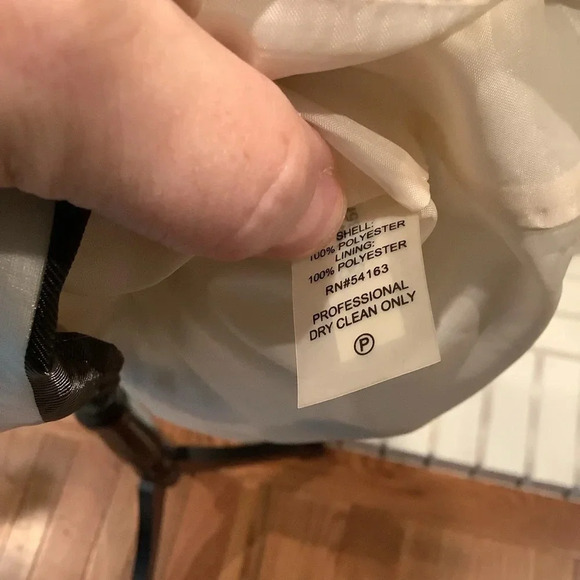 SHELL:
100% POLYESTER
LINING:
100% POLYESTER
RN#54163
PROFESSIONAL
DRY CLEAN ONLY
P